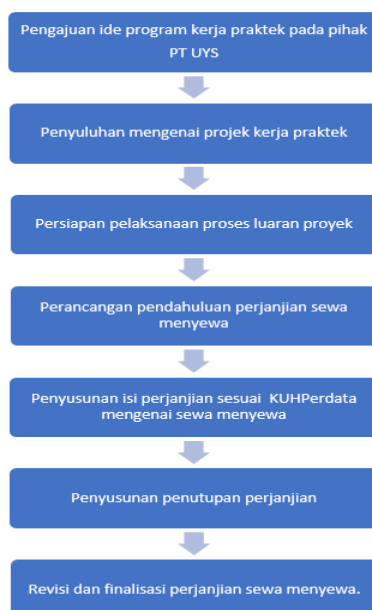 Pengajuan ide program kerja praktek pada pihak
PT UYS
Penyuluhan mengenai projek kerja praktek
Persiapan pelaksanaan proses luaran proyek
Perancangan pendahuluan perjanjian sewa
menyewa
Penyusunan isi perjanjian sesuai KUHPerdata
mengenai sewa menyewa
Penyusunan penutupan perjanjian
Revisi dan finalisasi perjanjian sewa menyewa.